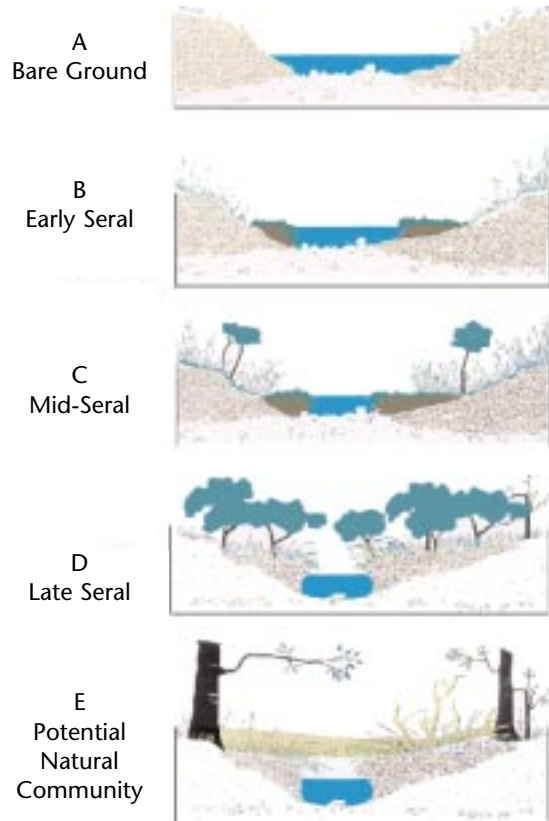 A
Bare Ground
B
Early Seral
C
Mid-Seral
D
Late Seral
E
Potential
Natural
Community